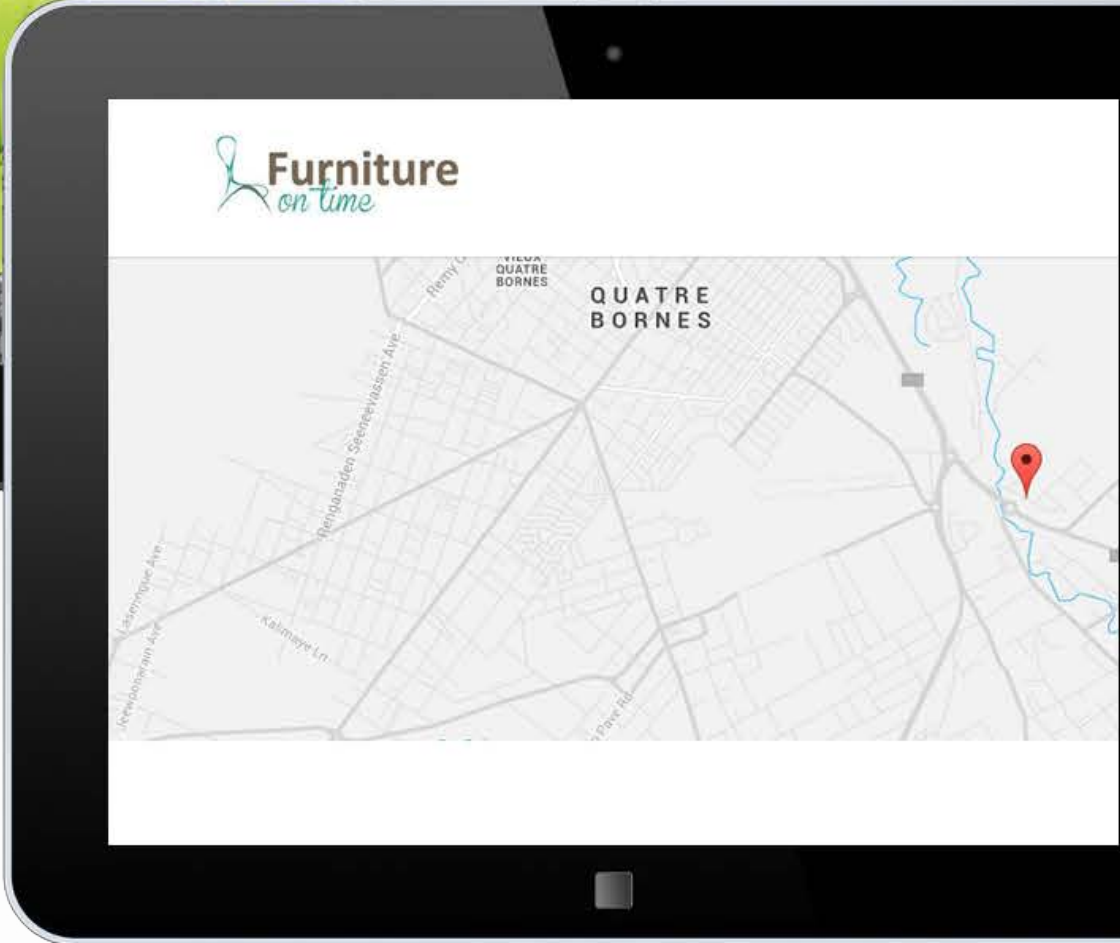 Furniture
on time
VIEUX
QUATRE
BORNES
Remy
QUATRE
BORNES
Renganaden Seeneevassen Ave
Laseringue Ave
Jeewoonarain Ave
Kalimaye Ln
Pave Rd